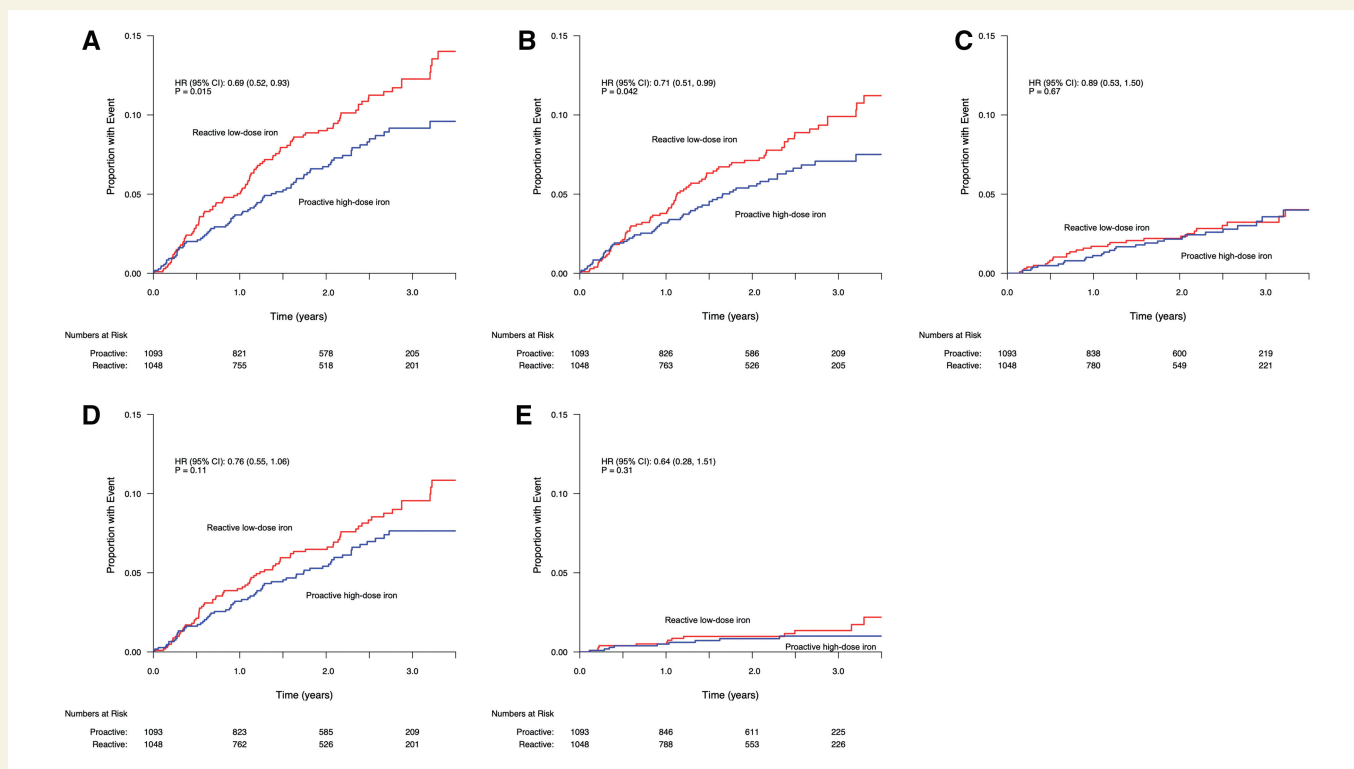 A
0.15
0.10
0.05
0.00
Proportion with Event
HR (95% CI): 0.69 (0.52, 0.93)
P = 0.015
Reactive low-dose iron
Proactive high-dose iron
0.0 1.0 2.0 3.0
Time (years)
Numbers at Risk
Proactive: 1093 821 578 205
Reactive: 1048 755 518 201
B
0.15
0.10
0.05
0.00
Proportion with Event
HR (95% CI): 0.71 (0.51, 0.99)
P = 0.042
Reactive low-dose iron
Proactive high-dose iron
0.0 1.0 2.0 3.0
Time (years)
Numbers at Risk
Proactive: 1093 826 586 209
Reactive: 1048 763 526 205
C
0.15
0.10
0.05
0.00
Proportion with Event
HR (95% CI): 0.89 (0.53, 1.50)
P = 0.67
Reactive low-dose iron
Proactive high-dose iron
0.0 1.0 2.0 3.0
Time (years)
Numbers at Risk
Proactive: 1093 838 600 219
Reactive: 1048 780 549 221
D
0.15
0.10
0.05
0.00
Proportion with Event
HR (95% CI): 0.76 (0.55, 1.06)
P = 0.11
Reactive low-dose iron
Proactive high-dose iron
0.0 1.0 2.0 3.0
Time (years)
Numbers at Risk
Proactive: 1093 823 585 209
Reactive: 1048 762 526 201
E
0.15
0.10
0.05
0.00
Proportion with Event
HR (95% CI): 0.64 (0.28, 1.51)
P = 0.31
Reactive low-dose iron
Proactive high-dose iron
0.0 1.0 2.0 3.0
Time (years)
Numbers at Risk
Proactive: 1093 846 611 225
Reactive: 1048 788 553 226